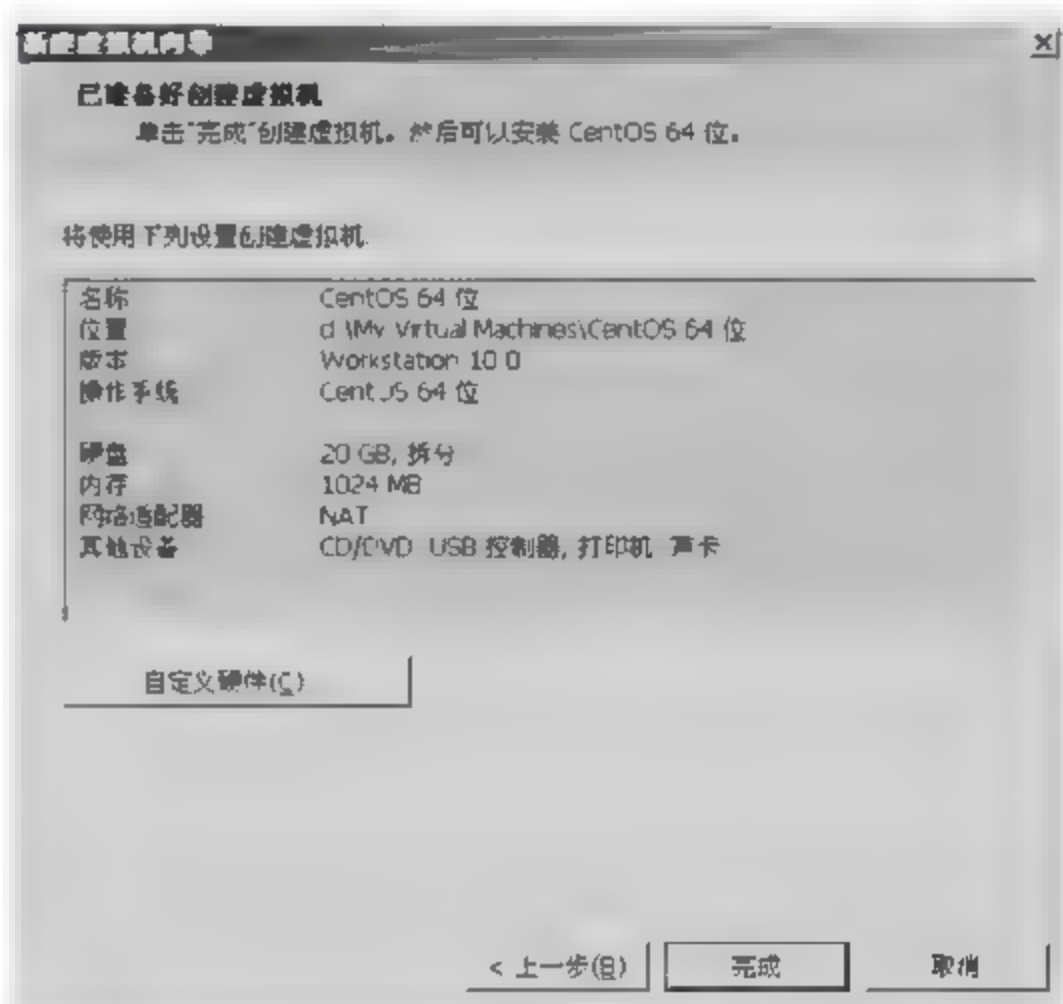 新建虚拟机向导
已准备好创建虚拟机
单击"完成"创建虚拟机。然后可以安装 CentOS 64 位。
将使用下列设置创建虚拟机:
名称 CentOS 64 位
位置 d:\My Virtual Machines\CentOS 64 位
版本 Workstation 10.0
操作系统 CentOS 64 位
硬盘 20 GB, 拆分
内存 1024 MB
网络适配器 NAT
其他设备 CD/DVD, USB 控制器, 打印机, 声卡
自定义硬件(C)
< 上一步(B) 完成 取消